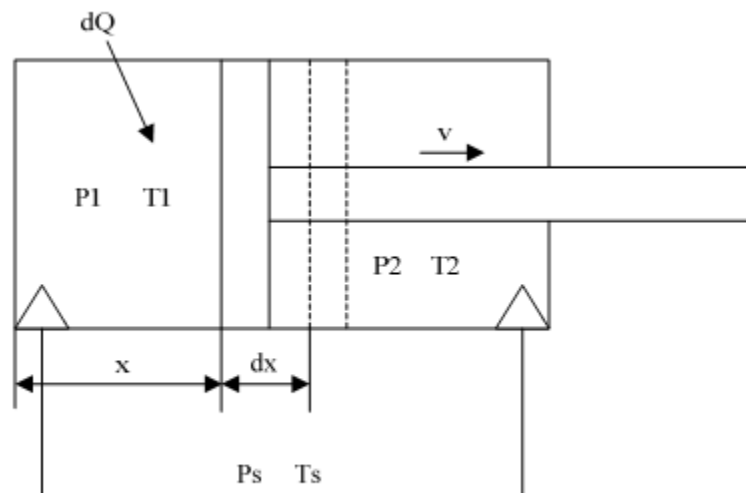 dQ
v
P1 T1
P2 T2
x
dx
Ps Ts